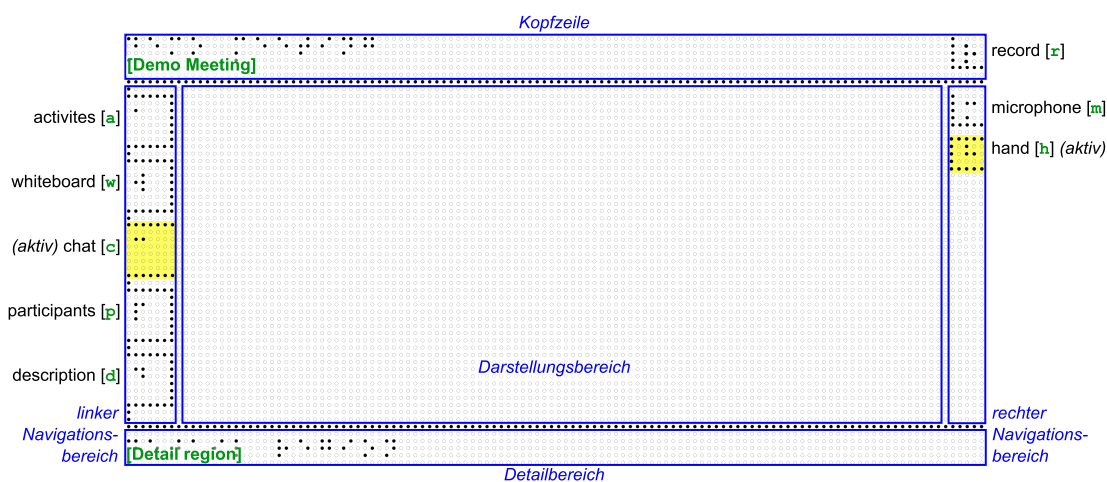 Kopfzeile
[Demo Meeting]
record [r]
activites [a]
microphone [m]
hand [h] (aktiv)
whiteboard [w]
(aktiv) chat [c]
participants [p]
Darstellungsbereich
description [d]
linker
Navigations-
bereich
rechter
Navigations-
bereich
[Detail region]
Detailbereich